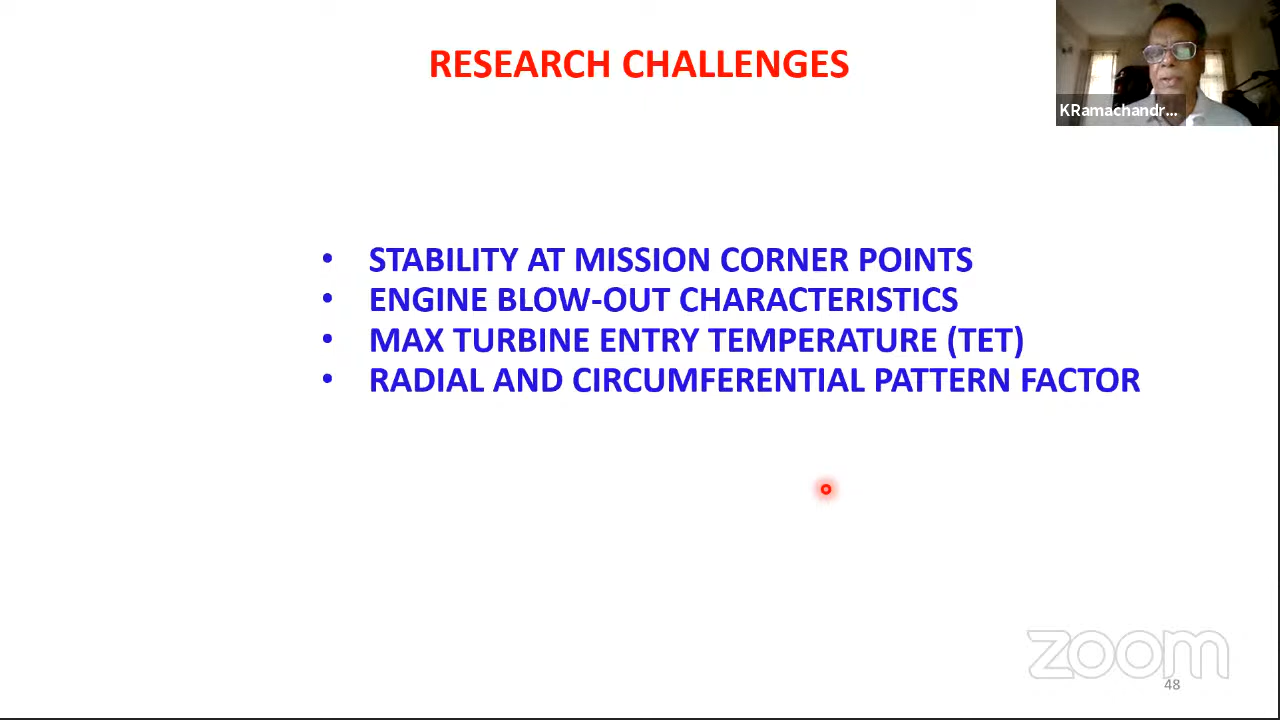 RESEARCH CHALLENGES
KRamachandr...
• STABILITY AT MISSION CORNER POINTS
• ENGINE BLOW-OUT CHARACTERISTICS
• MAX TURBINE ENTRY TEMPERATURE (TET)
• RADIAL AND CIRCUMFERENTIAL PATTERN FACTOR
zoom
48